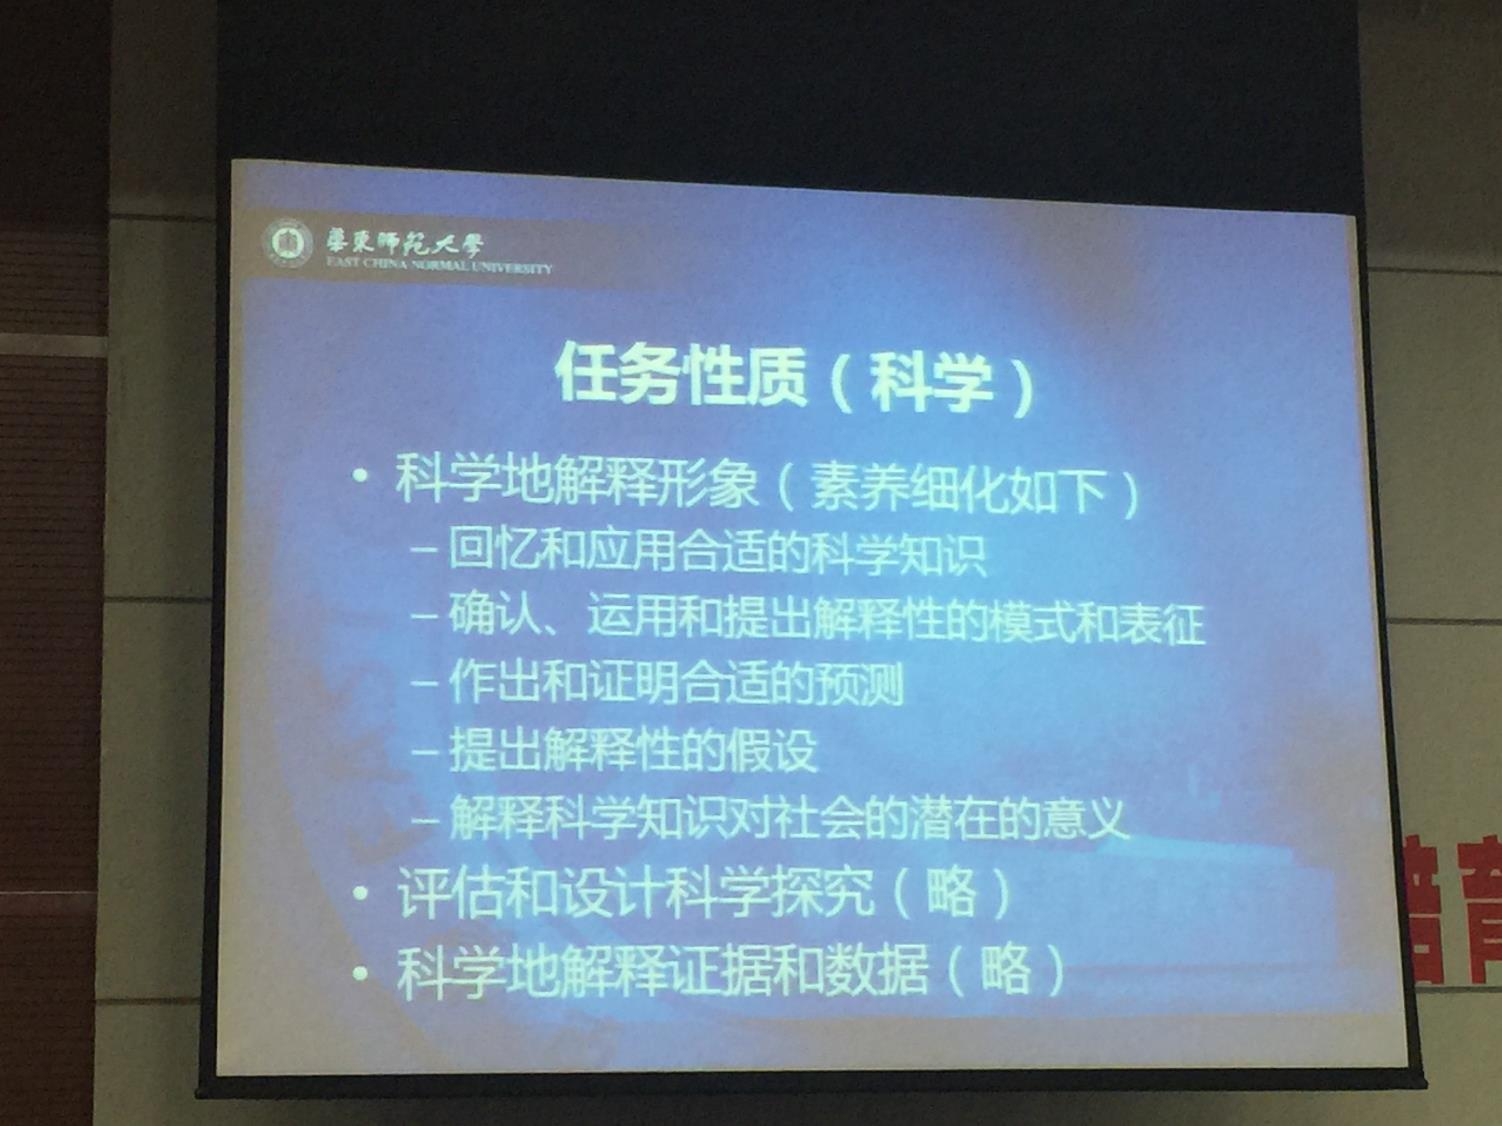 華東師範大學
EAST CHINA NORMAL UNIVERSITY
任务性质（科学）
• 科学地解释形象（素养细化如下）
– 回忆和应用合适的科学知识
– 确认、运用和提出解释性的模式和表征
– 作出和证明合适的预测
– 提出解释性的假设
– 解释科学知识对社会的潜在的意义
• 评估和设计科学探究（略）
• 科学地解释证据和数据（略）
育